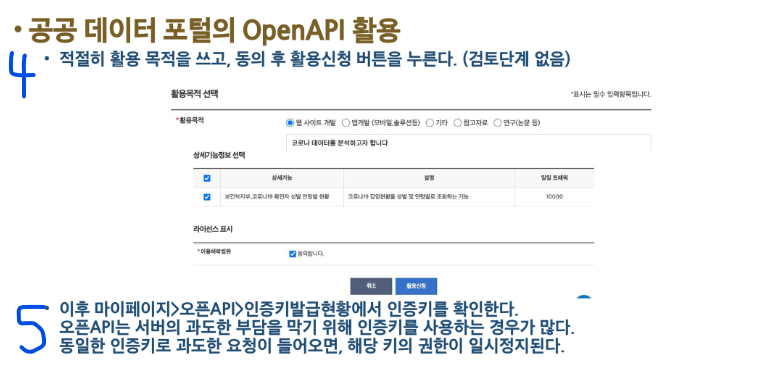 • 공공 데이터 포털의 OpenAPI 활용
4 • 적절히 활용 목적을 쓰고, 동의 후 활용신청 버튼을 누른다. (검토단계 없음)
활용목적 선택 *표시는 필수 입력항목입니다.
*활용목적 웹 사이트 개발 앱개발 (모바일,솔루션등) 기타 참고자료 연구(논문 등)
코로나 데이터를 분석하고자 합니다
상세기능정보 선택
상세기능 설명 일일 트래픽
보건복지부_코로나19 확진자 성별 연령별 현황 코로나19 감염현황을 성별 및 연령별로 조회하는 기능 10000
라이선스 표시
*이용허락범위 동의합니다.
취소 활용신청
5 이후 마이페이지>오픈API>인증키발급현황에서 인증키를 확인한다.
오픈API는 서버의 과도한 부담을 막기 위해 인증키를 사용하는 경우가 많다.
동일한 인증키로 과도한 요청이 들어오면, 해당 키의 권한이 일시정지된다.